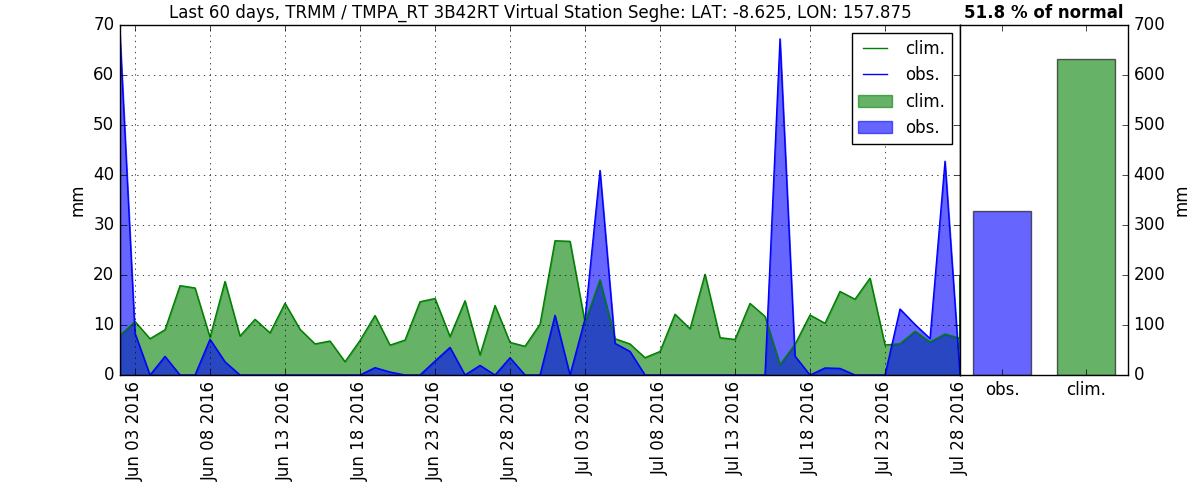 Last 60 days, TRMM / TMPA_RT 3B42RT Virtual Station Seghe: LAT: -8.625, LON: 157.875
51.8 % of normal
70
60
50
40
30
20
10
0
mm
clim.
obs.
clim.
obs.
Jun 03 2016
Jun 08 2016
Jun 13 2016
Jun 18 2016
Jun 23 2016
Jun 28 2016
Jul 03 2016
Jul 08 2016
Jul 13 2016
Jul 18 2016
Jul 23 2016
Jul 28 2016
700
600
500
400
300
200
100
0
mm
obs.
clim.